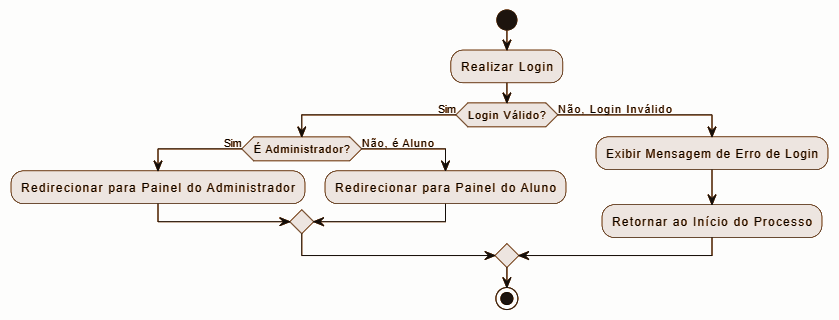 Realizar Login
Sim
Login Válido?
Não, Login Inválido
Sim
É Administrador?
Não, é Aluno
Exibir Mensagem de Erro de Login
Redirecionar para Painel do Administrador
Redirecionar para Painel do Aluno
Retornar ao Início do Processo